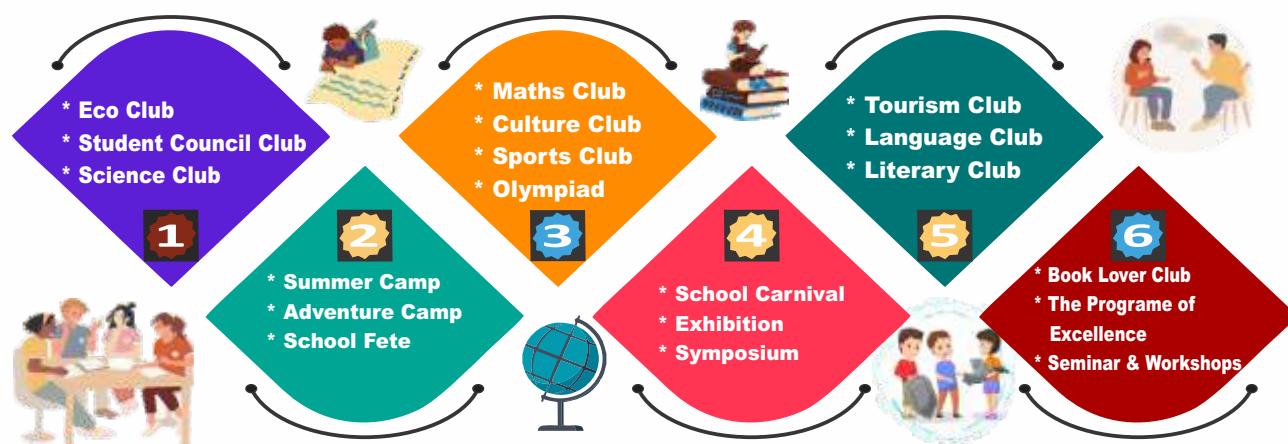 * Eco Club
* Student Council Club
* Science Club
1
2
* Summer Camp
* Adventure Camp
* School Fete
* Maths Club
* Culture Club
* Sports Club
* Olympiad
3
4
* School Carnival
* Exhibition
* Symposium
* Tourism Club
* Language Club
* Literary Club
5
6
* Book Lover Club
* The Programe of
Excellence
* Seminar & Workshops